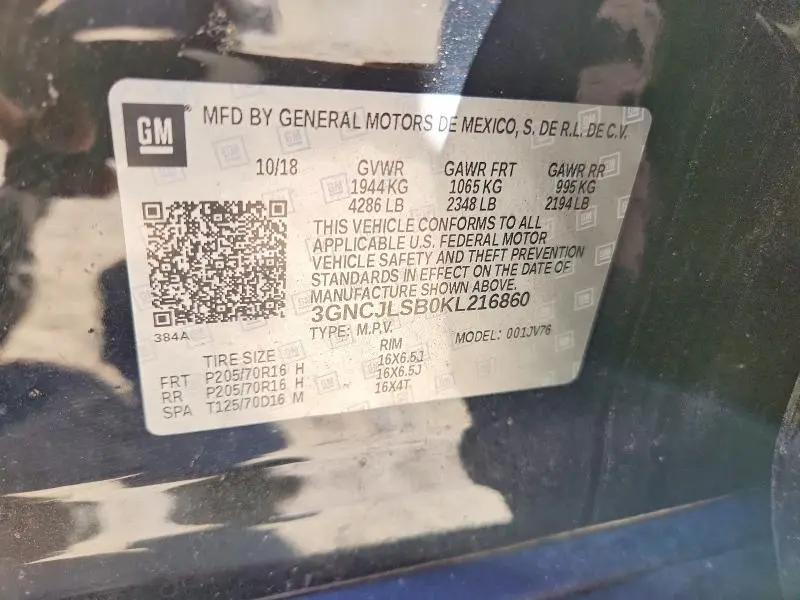 GM MFD BY GENERAL MOTORS DE MEXICO, S. DE R.L. DE C.V.
10/18 GVWR GAWR FRT GAWR RR
1944 KG 1065 KG 995 KG
4286 LB 2348 LB 2194 LB
THIS VEHICLE CONFORMS TO ALL
APPLICABLE U.S. FEDERAL MOTOR
VEHICLE SAFETY AND THEFT PREVENTION
STANDARDS IN EFFECT ON THE DATE OF
MANUFACTURE SHOWN ABOVE.
3GNCJLSB0KL216860
384A
TYPE: M.P.V. MODEL: 001JV76
TIRE SIZE RIM
FRT P205/70R16 H 16X6.5J
RR P205/70R16 H 16X6.5J
SPA T125/70D16 M 16X4T